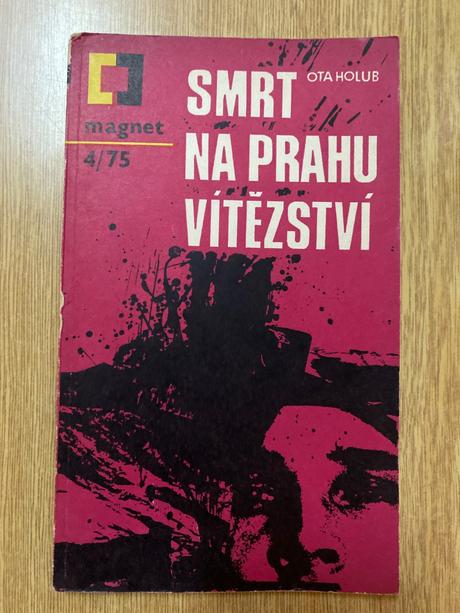 magnet
4/75
SMRT
OTA HOLUB
NA PRAHU
VÍTĚZSTVÍ